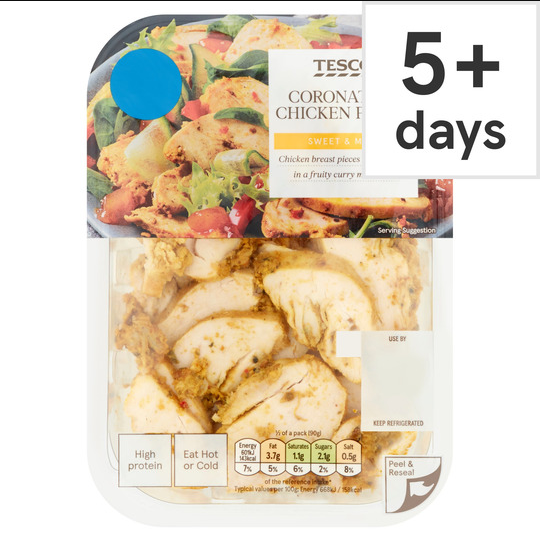 5+
days
TESCO
CHICKEN
SWEET &
Chicken breast pieces
in a fruity curry
Serving Suggestion
USE BY
KEEP REFRIGERATED
High
protein
Eat Hot
or Cold
½ of a pack (90g)
Energy
601kJ
143kcal
7%
Fat
3.7g
5%
Saturates
1.1g
6%
Sugars
2.1g
2%
Salt
0.5g
8%
of the reference intake*
Typical values per 100g: Energy 668kJ / 158kcal
Peel &
Reseal